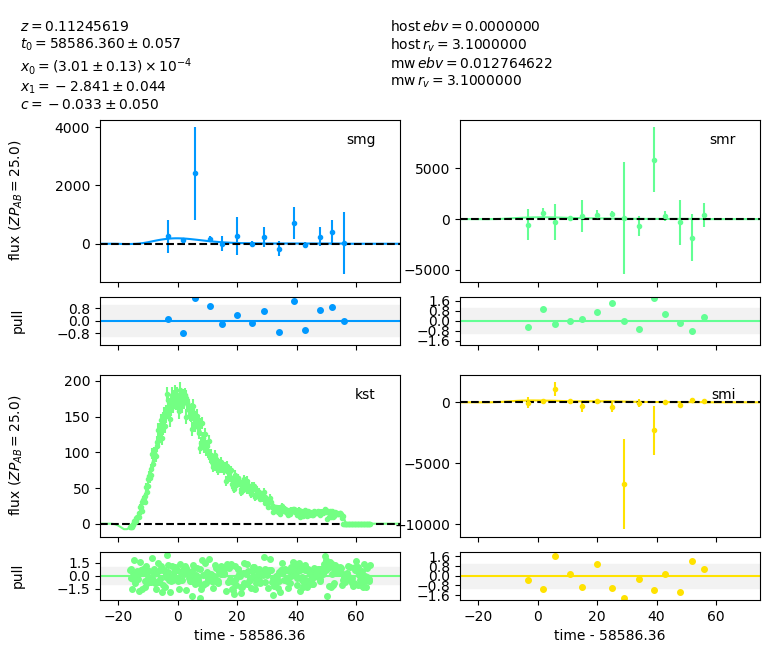 z = 0.11245619
t₀ = 58586.360 ± 0.057
x₀ = (3.01 ± 0.13) × 10⁻⁴
x₁ = −2.841 ± 0.044
c = −0.033 ± 0.050
host ebv = 0.0000000
host r_v = 3.1000000
mw ebv = 0.012764622
mw r_v = 3.1000000
flux (ZP_AB = 25.0)
4000
2000
0
smg
5000
0
−5000
smr
pull
0.8
0.0
−0.8
1.6
0.8
0.0
−0.8
−1.6
flux (ZP_AB = 25.0)
200
150
100
50
0
kst
0
−5000
−10000
smi
pull
1.5
0.0
−1.5
1.6
0.8
0.0
−0.8
−1.6
−20 0 20 40 60
−20 0 20 40 60
time - 58586.36
time - 58586.36